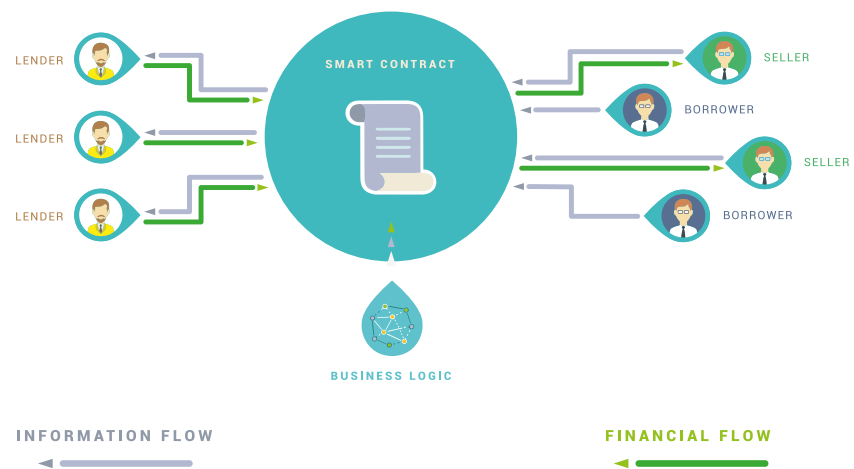 SMART CONTRACT
LENDER
SELLER
BORROWER
LENDER
SELLER
LENDER
BORROWER
BUSINESS LOGIC
INFORMATION FLOW
FINANCIAL FLOW